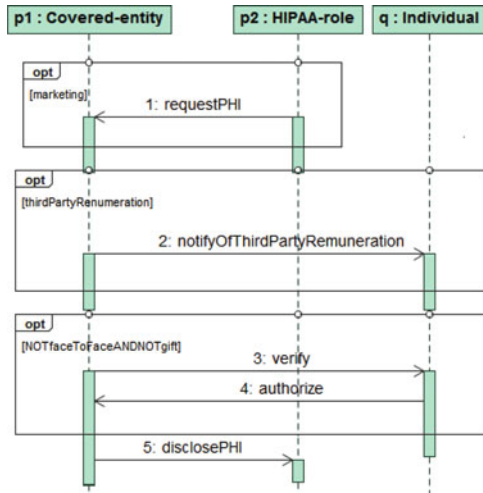 p1 : Covered-entity p2 : HIPAA-role q : Individual
opt
[marketing]
1: requestPHI
opt
[thirdPartyRenumeration]
2: notifyOfThirdPartyRemuneration
opt
[NOTfaceToFaceANDNOTgift]
3: verify
4: authorize
5: disclosePHI